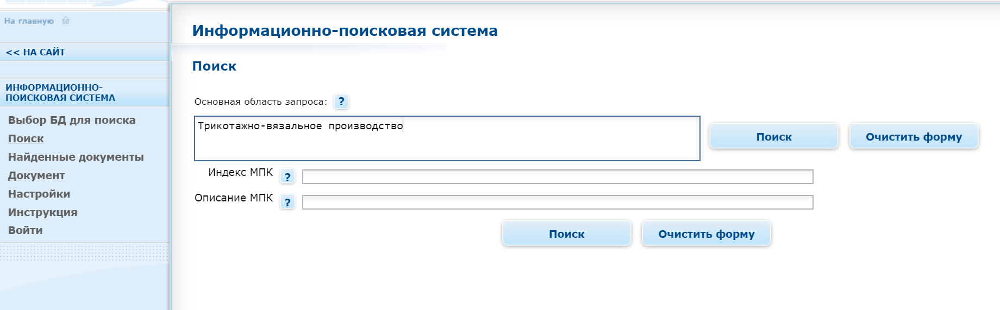 На главную
<< НА САЙТ
ИНФОРМАЦИОННО-
ПОИСКОВАЯ СИСТЕМА
Выбор БД для поиска
Поиск
Найденные документы
Документ
Настройки
Инструкция
Войти
Информационно-поисковая система
Поиск
Основная область запроса: ?
Трикотажно-вязальное производство
Поиск Очистить форму
Индекс МПК ?
Описание МПК ?
Поиск Очистить форму